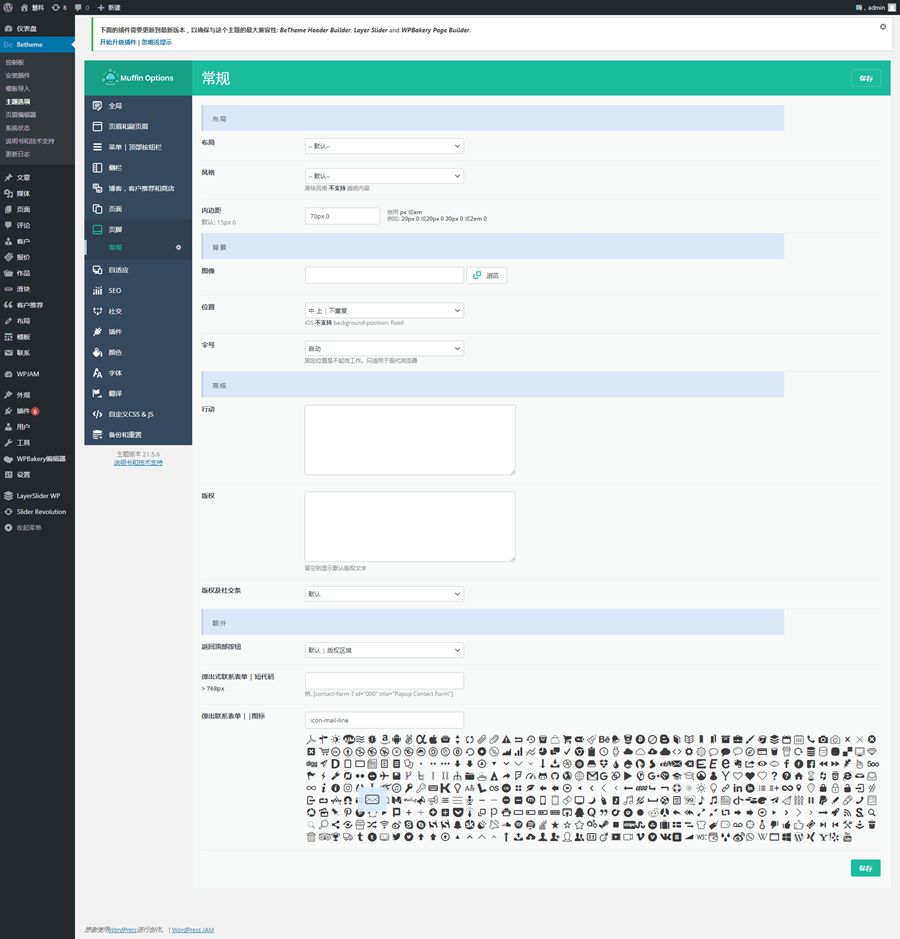 慧科 8 0 新建
, admin
下面的插件需要更新到最新版本，以确保与这个主题的最大兼容性: BeTheme Header Builder, Layer Slider and WPBakery Page Builder.
开始升级插件 | 忽略该提示
仪表盘
Betheme
控制板
安装插件
模板导入
主题选项
页眉编辑器
系统状态
说明书和技术支持
更新日志
文章
媒体
页面
评论
客户
报价
作品
滑块
客户推荐
布局
模板
联系
WPJAM
外观
插件 6
用户
工具
WPBakery编辑器
设置
LayerSlider WP
Slider Revolution
收起菜单
Muffin Options
全局
页眉和副页眉
菜单 | 顶部按钮栏
侧栏
博客，客户推荐和商店
页面
页脚
常规
自适应
SEO
社交
插件
颜色
字体
翻译
自定义CSS & JS
备份和重置
主题版本 21.5.6
说明书和技术支持
常规
保存
布局
布局
-- 默认--
风格
-- 默认--
滑块风格 不支持 透明内容
内边距
默认: 15px 0
70px 0
使用 px 或em
例如: 20px 0 或20px 0 30px 0 或2em 0
背景
图像
浏览
位置
中 上 | 不重复
iOS 不支持 background-position: fixed
字号
自动
固定位置是不起效工作。只适用于现代浏览器
高级
行动
版权
留空则显示默认版权文字
版权及社交条
默认
额外
返回顶部按钮
默认 | 版权区域
弹出式联系表单 | 短代码
> 768px
例. [contact-form-7 id="000" title="Popup Contact Form"]
弹出联系表单 | |图标
icon-mail-line
保存
感谢使用WordPress进行创作。 | WordPress JAM